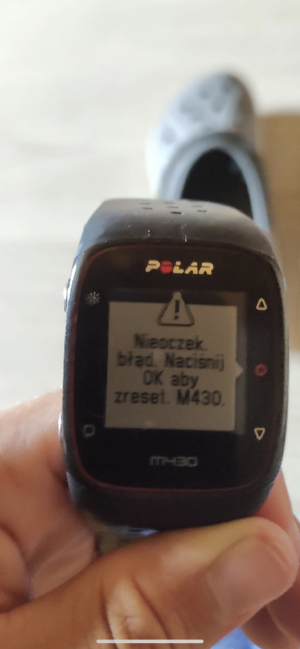 POLAR
Nieoczek.
błąd. Naciśnij
OK aby
zreset. M430.
M430